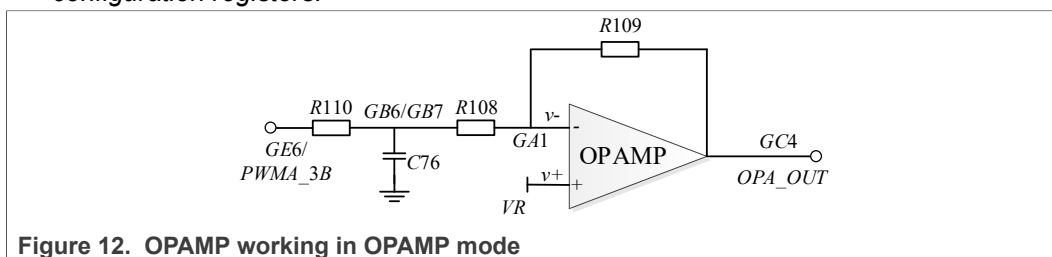 configuration registers.
R109
R110
GB6/GB7
R108
v-
-
GA1
GE6/
PWMA_3B
C76
OPAMP
GC4
OPA_OUT
v+
+
VR
Figure 12. OPAMP working in OPAMP mode